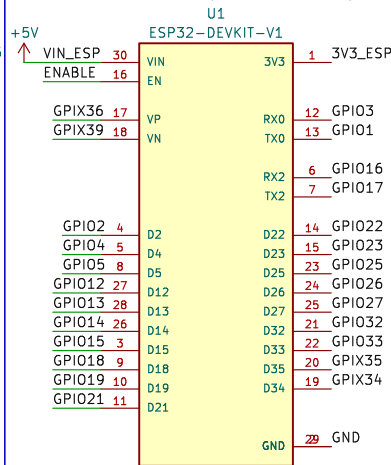 U1
+5V ESP32-DEVKIT-V1
VIN_ESP 30 VIN 3V3 1 3V3_ESP
ENABLE 16 EN
GPIX36 17 VP RX0 12 GPIO3
GPIX39 18 VN TX0 13 GPIO1
RX2 6 GPIO16
TX2 7 GPIO17
GPIO2 4 D2 D22 14 GPIO22
GPIO4 5 D4 D23 15 GPIO23
GPIO5 8 D5 D25 23 GPIO25
GPIO12 27 D12 D26 24 GPIO26
GPIO13 28 D13 D27 25 GPIO27
GPIO14 26 D14 D32 21 GPIO32
GPIO15 3 D15 D33 22 GPIO33
GPIO18 9 D18 D35 20 GPIX35
GPIO19 10 D19 D34 19 GPIX34
GPIO21 11 D21
GND GND